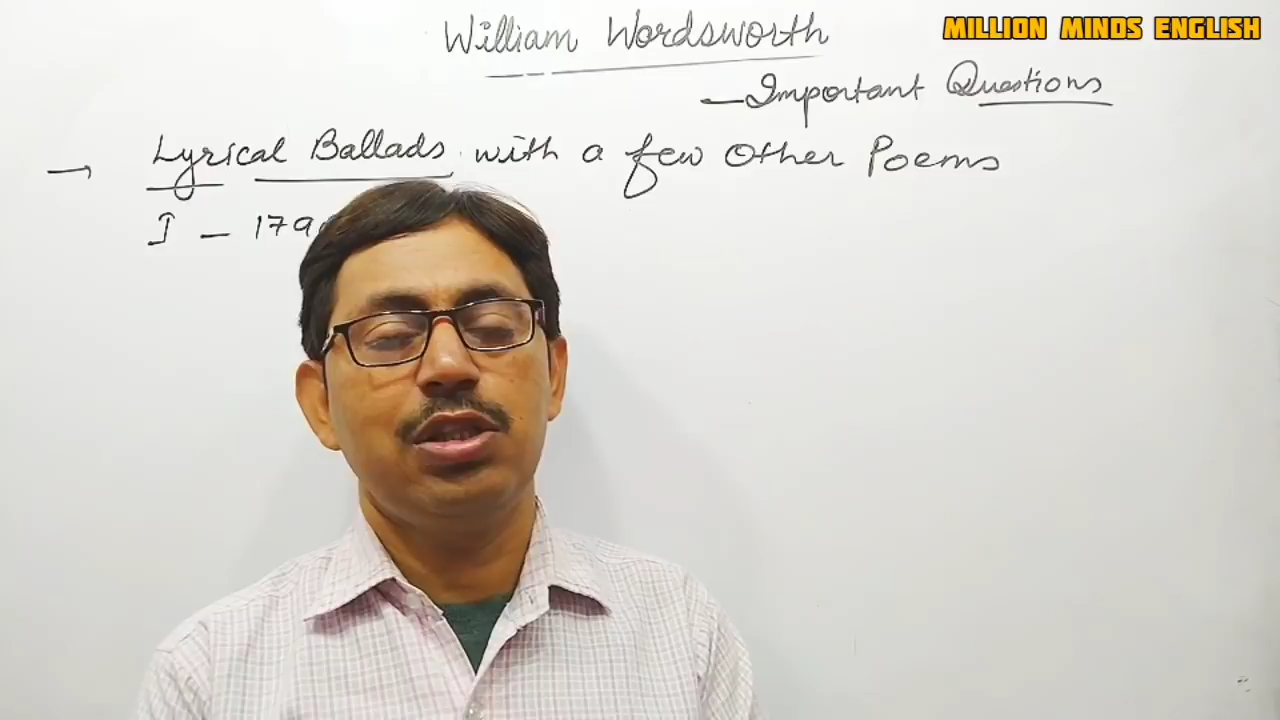 William Wordsworth
MILLION MINDS ENGLISH
— Important Questions
→ Lyrical Ballads with a few Other Poems
I — 179